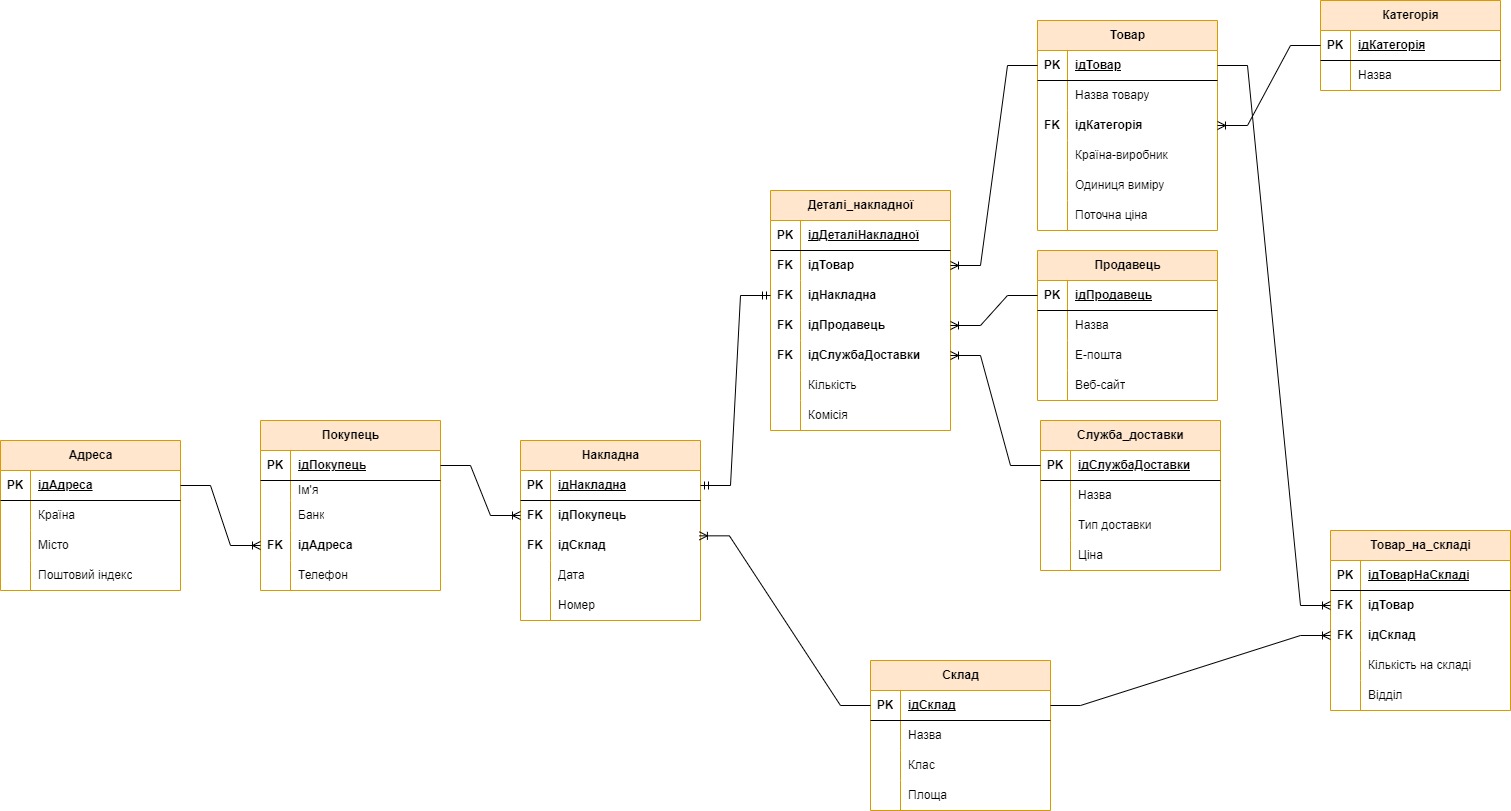 Категорія
PK ідКатегорія
Назва
Товар
PK ідТовар
Назва товару
FK ідКатегорія
Країна-виробник
Одиниця виміру
Поточна ціна
Деталі_накладної
PK ідДеталіНакладної
FK ідТовар
FK ідНакладна
FK ідПродавець
FK ідСлужбаДоставки
Кількість
Комісія
Продавець
PK ідПродавець
Назва
Е-пошта
Веб-сайт
Служба_доставки
PK ідСлужбаДоставки
Назва
Тип доставки
Ціна
Адреса
PK ідАдреса
Країна
Місто
Поштовий індекс
Покупець
PK ідПокупець
Ім'я
Банк
FK ідАдреса
Телефон
Накладна
PK ідНакладна
FK ідПокупець
FK ідСклад
Дата
Номер
Товар_на_складі
PK ідТоварНаСкладі
FK ідТовар
FK ідСклад
Кількість на складі
Відділ
Склад
PK ідСклад
Назва
Клас
Площа